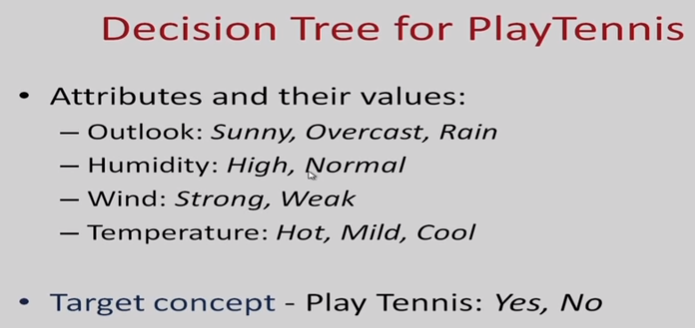 Decision Tree for PlayTennis
• Attributes and their values:
– Outlook: Sunny, Overcast, Rain
– Humidity: High, Normal
– Wind: Strong, Weak
– Temperature: Hot, Mild, Cool
• Target concept - Play Tennis: Yes, No